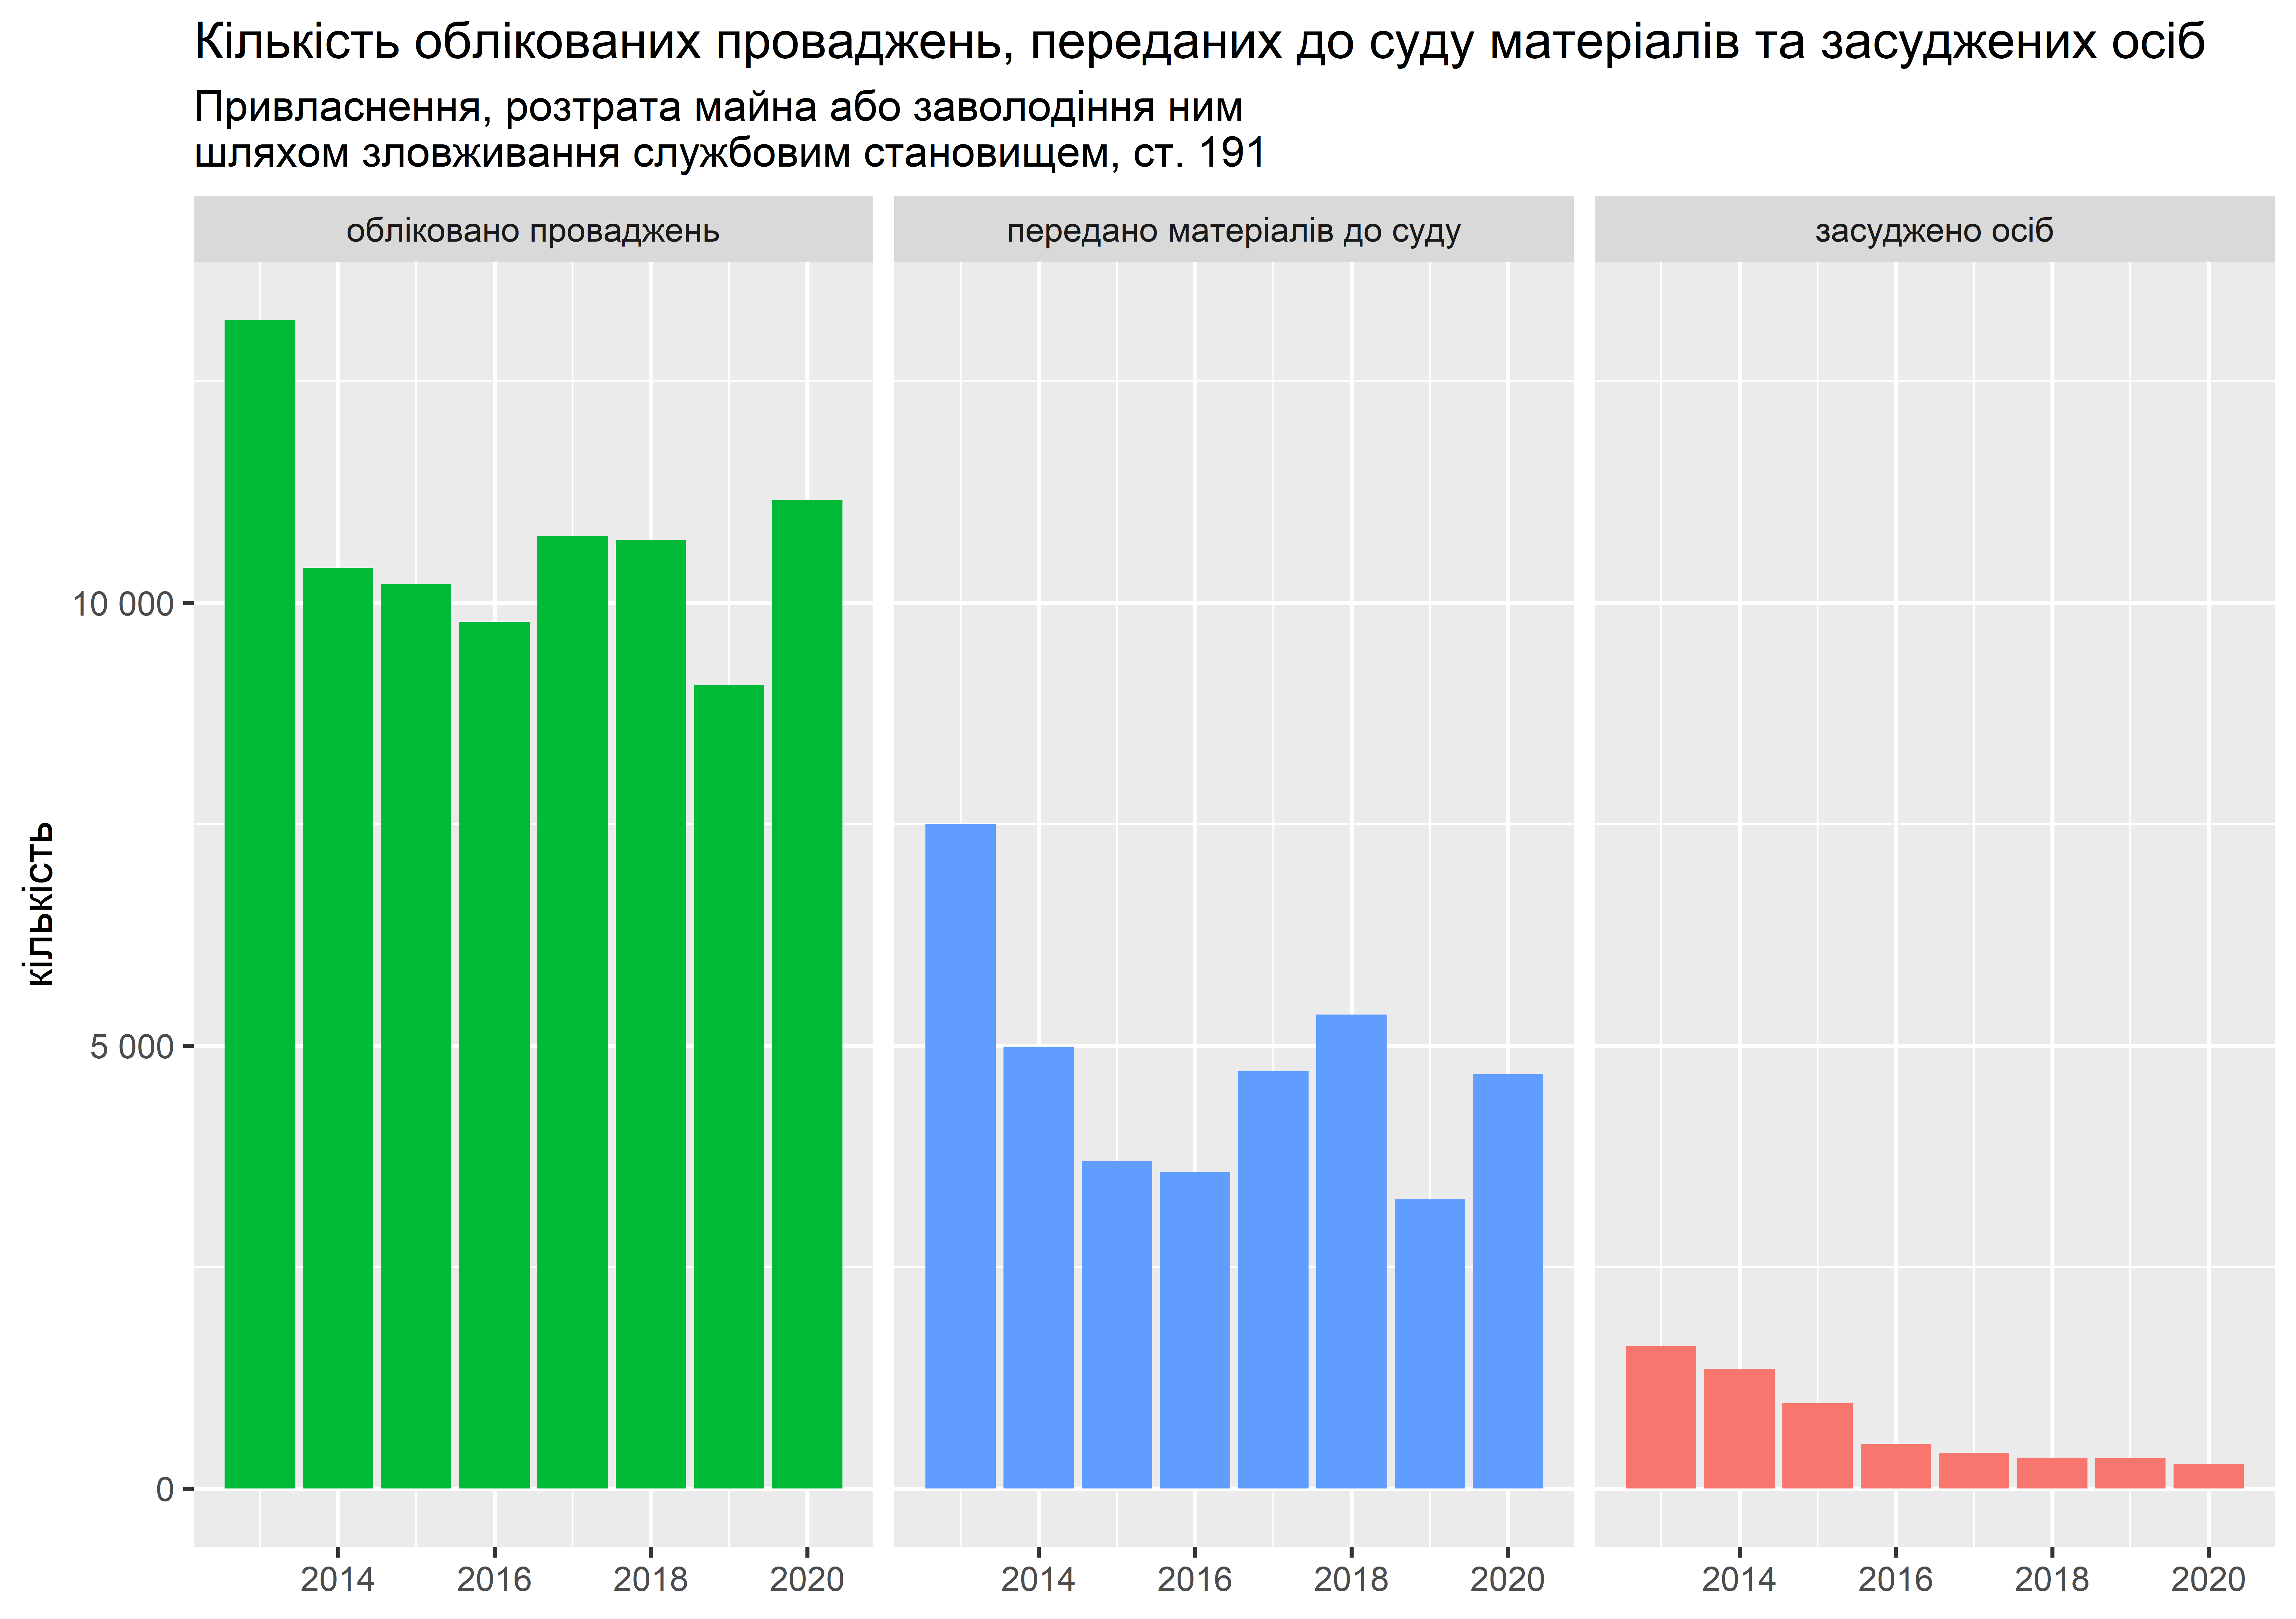 Кількість облікованих проваджень, переданих до суду матеріалів та засуджених осіб
Привласнення, розтрата майна або заволодіння ним
шляхом зловживання службовим становищем, ст. 191
обліковано проваджень
передано матеріалів до суду
засуджено осіб
кількість
10 000
5 000
0
2014 2016 2018 2020
2014 2016 2018 2020
2014 2016 2018 2020